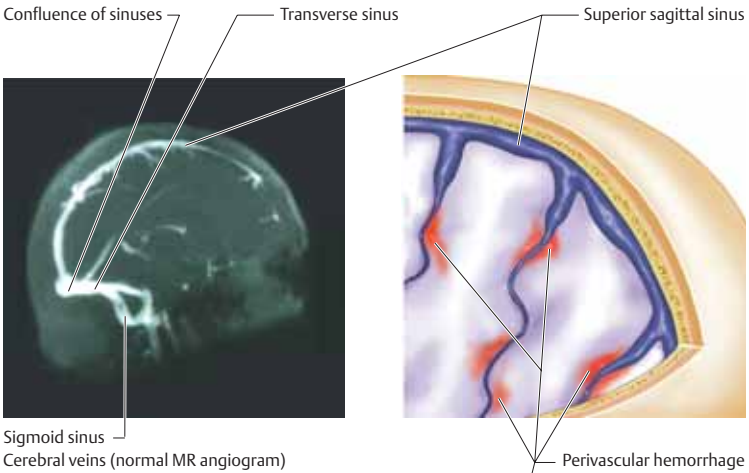 Confluence of sinuses
Transverse sinus
Superior sagittal sinus
Sigmoid sinus
Cerebral veins (normal MR angiogram)
Perivascular hemorrhage